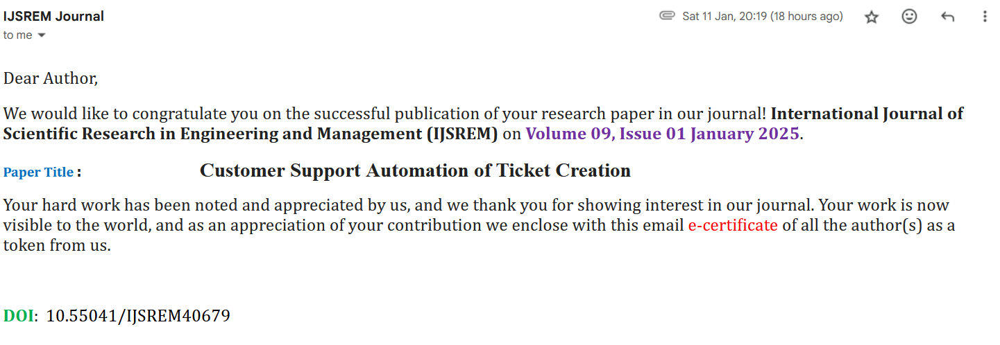 IJSREM Journal
Sat 11 Jan, 20:19 (18 hours ago)
to me
Dear Author,
We would like to congratulate you on the successful publication of your research paper in our journal! International Journal of
Scientific Research in Engineering and Management (IJSREM) on Volume 09, Issue 01 January 2025.
Paper Title : Customer Support Automation of Ticket Creation
Your hard work has been noted and appreciated by us, and we thank you for showing interest in our journal. Your work is now
visible to the world, and as an appreciation of your contribution we enclose with this email e-certificate of all the author(s) as a
token from us.
DOI: 10.55041/IJSREM40679